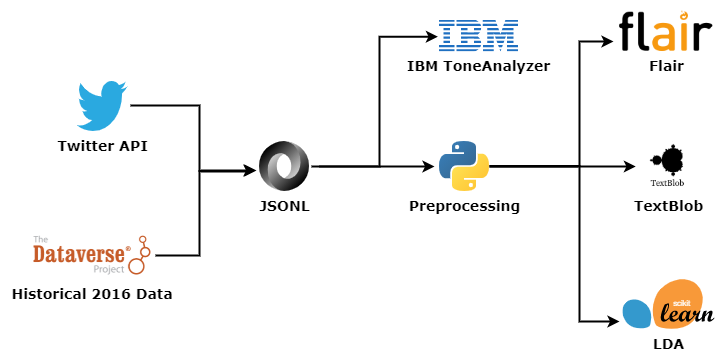 IBM
IBM ToneAnalyzer
flair
Flair
Twitter API
JSONL
Preprocessing
TextBlob
TextBlob
The
Dataverse®
Project
Historical 2016 Data
scikit
learn
LDA